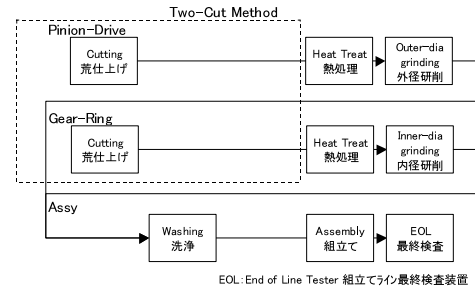 Two-Cut Method
Pinion-Drive
Cutting
荒仕上げ
Heat Treat
熱処理
Outer-dia
grinding
外径研削
Gear-Ring
Cutting
荒仕上げ
Heat Treat
熱処理
Inner-dia
grinding
内径研削
Assy
Washing
洗浄
Assembly
組立て
EOL
最終検査
EOL:End of Line Tester 組立てライン最終検査装置